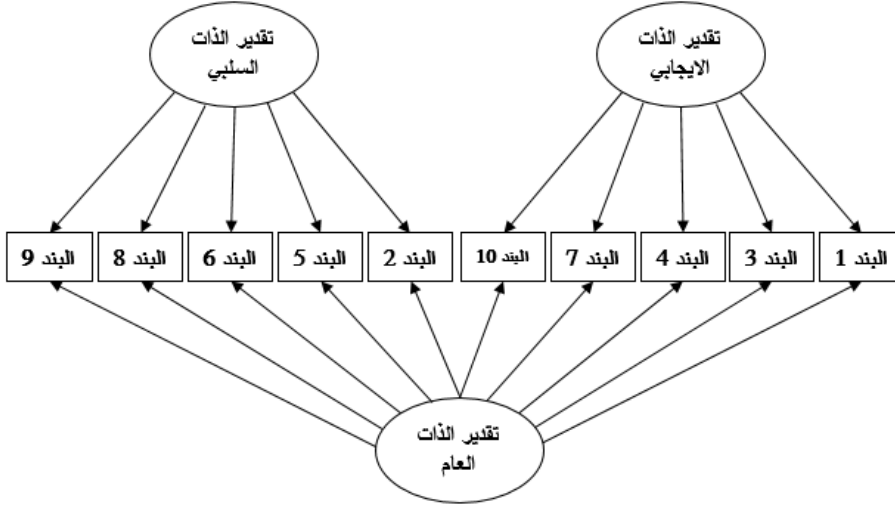 تقدير الذات
الايجابي
تقدير الذات
السلبي
البند 1
البند 3
البند 4
البند 7
البند 10
البند 2
البند 5
البند 6
البند 8
البند 9
تقدير الذات
العام